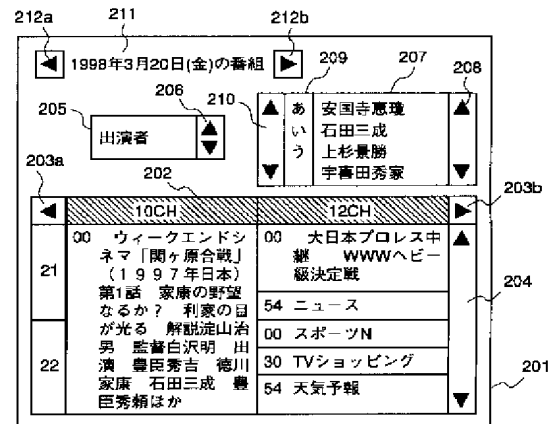 212a
211
212b
1998年3月20日(金)の番組
209
207
208
205
206
出演者
210
あ
い
う
安国寺恵瓊
石田三成
上杉景勝
宇喜田秀家
203a
202
203b
10CH
12CH
21
22
00 ウィークエンドシ
ネマ「関ヶ原合戦」
(1997年日本)
第1話 家康の野望
なるか? 利家の目
が光る 解説淀山治
男 監督白沢明 出
演 豊臣秀吉 徳川
家康 石田三成 豊
臣秀頼ほか
00 大日本プロレス中
継 WWWヘビー
級決定戦
54 ニュース
00 スポーツN
30 TVショッピング
54 天気予報
204
201